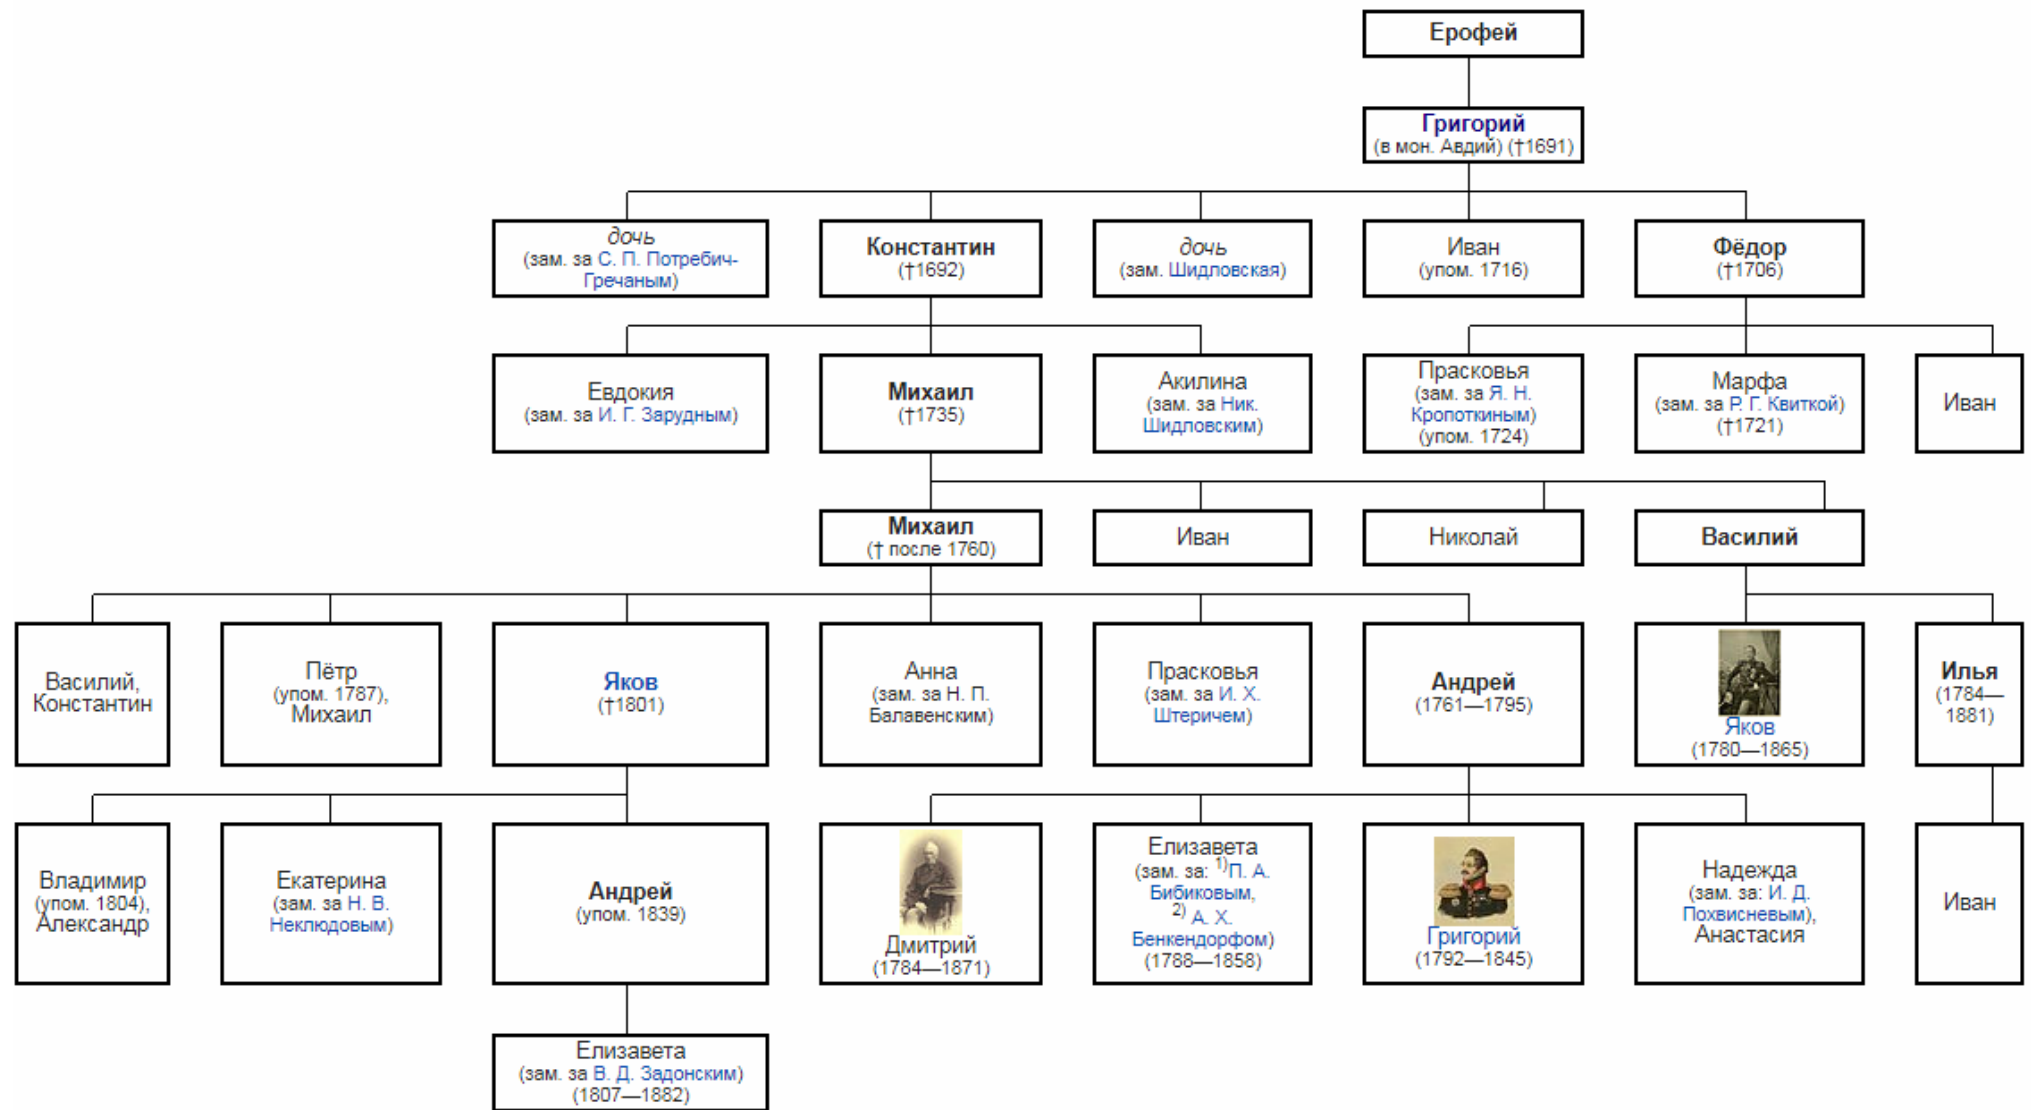 Ерофей
Григорий
(в мон. Авдий) (†1691)
дочь
(зам. за С. П. Потребич-
Гречаным)
Константин
(†1692)
дочь
(зам. Шидловская)
Иван
(упом. 1716)
Фёдор
(†1706)
Евдокия
(зам. за И. Г. Зарудным)
Михаил
(†1735)
Акилина
(зам. за Ник.
Шидловским)
Прасковья
(зам. за Я. Н.
Кропоткиным)
(упом. 1724)
Марфа
(зам. за Р. Г. Квиткой)
(†1721)
Иван
Михаил
(† после 1760)
Иван
Николай
Василий
Василий,
Константин
Пётр
(упом. 1787),
Михаил
Яков
(†1801)
Анна
(зам. за Н. П.
Балавенским)
Прасковья
(зам. за И. Х.
Штеричем)
Андрей
(1761—1795)
Яков
(1780—1865)
Илья
(1784—
1881)
Владимир
(упом. 1804),
Александр
Екатерина
(зам. за Н. В.
Неклюдовым)
Андрей
(упом. 1839)
Дмитрий
(1784—1871)
Елизавета
(зам. за: 1)П. А.
Бибиковым,
2) А. Х.
Бенкендорфом)
(1788—1858)
Григорий
(1792—1845)
Надежда
(зам. за: И. Д.
Похвисневым),
Анастасия
Иван
Елизавета
(зам. за В. Д. Задонским)
(1807—1882)